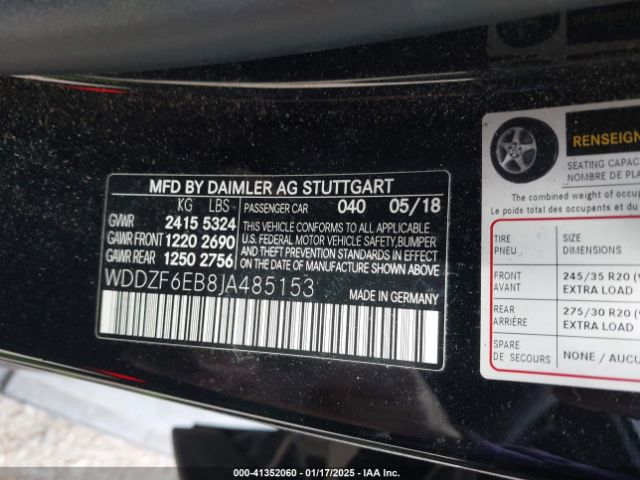 MFD BY DAIMLER AG STUTTGART
KG LBS
PASSENGER CAR 040 05/18
GVWR 2415 5324
GAWR FRONT 1220 2690
GAWR REAR 1250 2756
THIS VEHICLE CONFORMS TO ALL APPLICABLE
U.S. FEDERAL MOTOR VEHICLE SAFETY,BUMPER
AND THEFT PREVENTION STANDARDS IN EFFECT
ON THE DATE OF MANUFACTURE SHOWN ABOVE.
WDDZF6EB8JA485153
MADE IN GERMANY
RENSEIGN
SEATING CAPAC
NOMBRE DE PLA
The combined weight of occup
Le poids total des occupants et du
TIRE
PNEU
SIZE
DIMENSIONS
FRONT
AVANT
245/35 R20 (
EXTRA LOAD
REAR
ARRIÈRE
275/30 R20 (
EXTRA LOAD
SPARE
DE SECOURS
NONE / AUCU
000-41352060 - 01/17/2025 - IAAI.COM